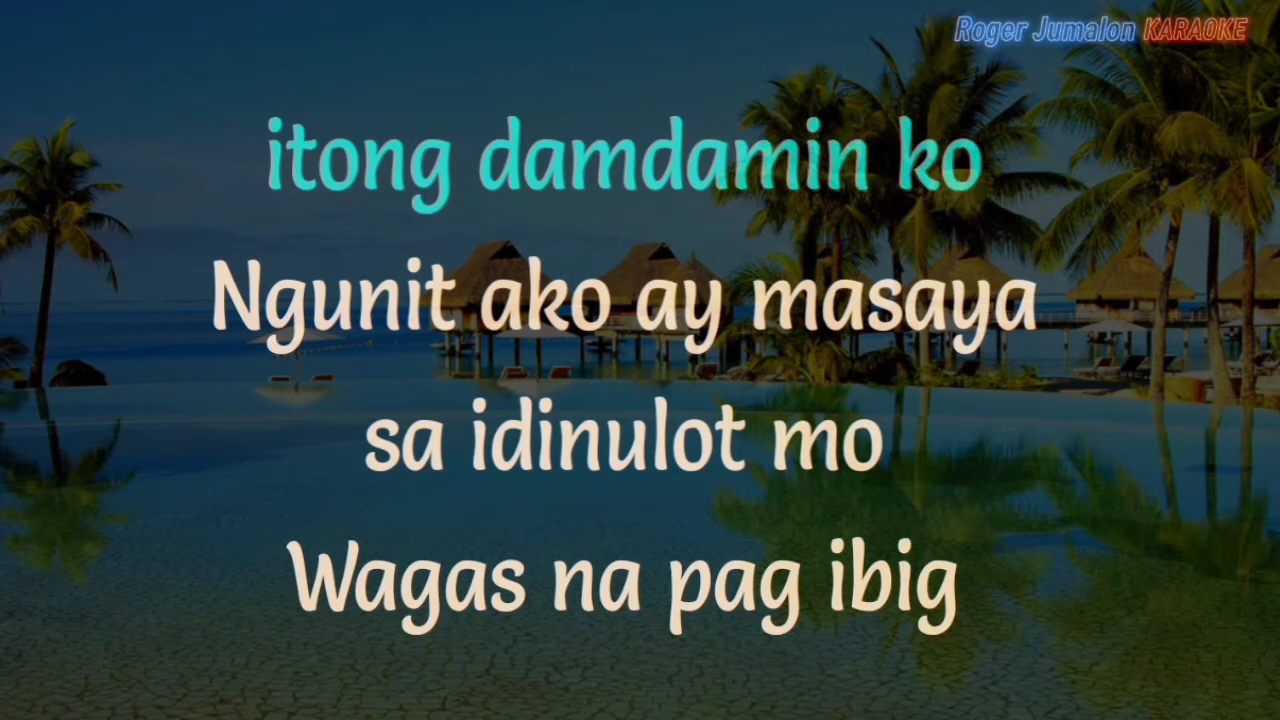 Roger Jumalon KARAOKE
itong damdamin ko
Ngunit ako ay masaya
sa idinulot mo
Wagas na pag ibig